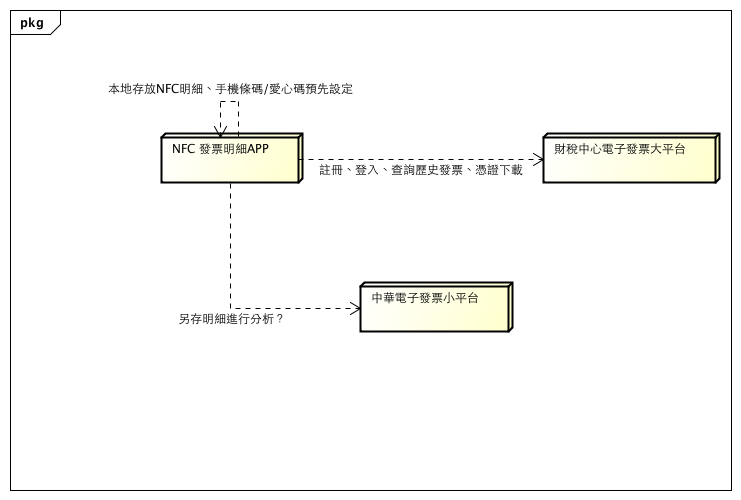 pkg
本地存放NFC明細、手機條碼/愛心碼預先設定
NFC 發票明細APP
財稅中心電子發票大平台
註冊、登入、查詢歷史發票、憑證下載
中華電子發票小平台
另存明細進行分析？